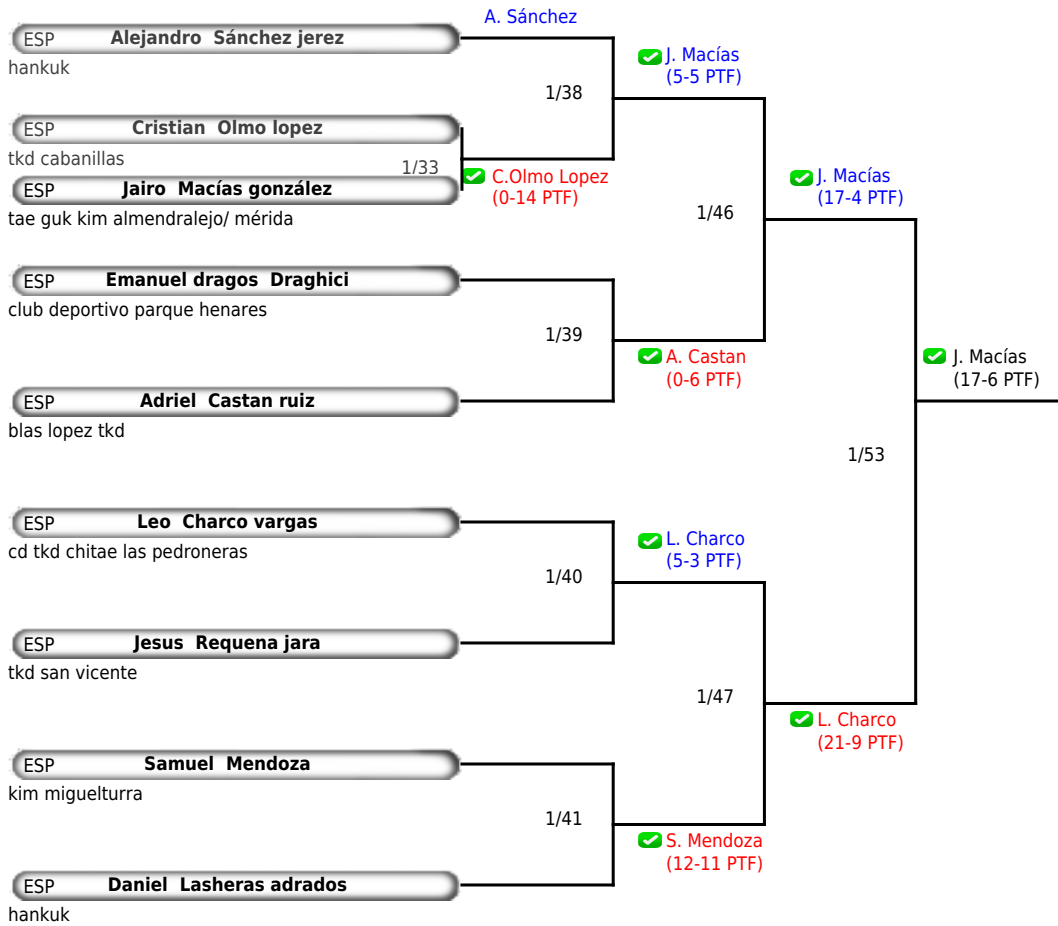 A. Sánchez
ESP Alejandro Sánchez jerez
hankuk
J. Macías
(5-5 PTF)
1/38
ESP Cristian Olmo lopez
tkd cabanillas
1/33
C.Olmo Lopez
(0-14 PTF)
ESP Jairo Macías gonzález
tae guk kim almendralejo/ mérida
J. Macías
(17-4 PTF)
1/46
ESP Emanuel dragos Draghici
club deportivo parque henares
1/39
A. Castan
(0-6 PTF)
J. Macías
(17-6 PTF)
ESP Adriel Castan ruiz
blas lopez tkd
1/53
ESP Leo Charco vargas
cd tkd chitae las pedroneras
L. Charco
(5-3 PTF)
1/40
ESP Jesus Requena jara
tkd san vicente
1/47
L. Charco
(21-9 PTF)
ESP Samuel Mendoza
kim miguelturra
1/41
S. Mendoza
(12-11 PTF)
ESP Daniel Lasheras adrados
hankuk